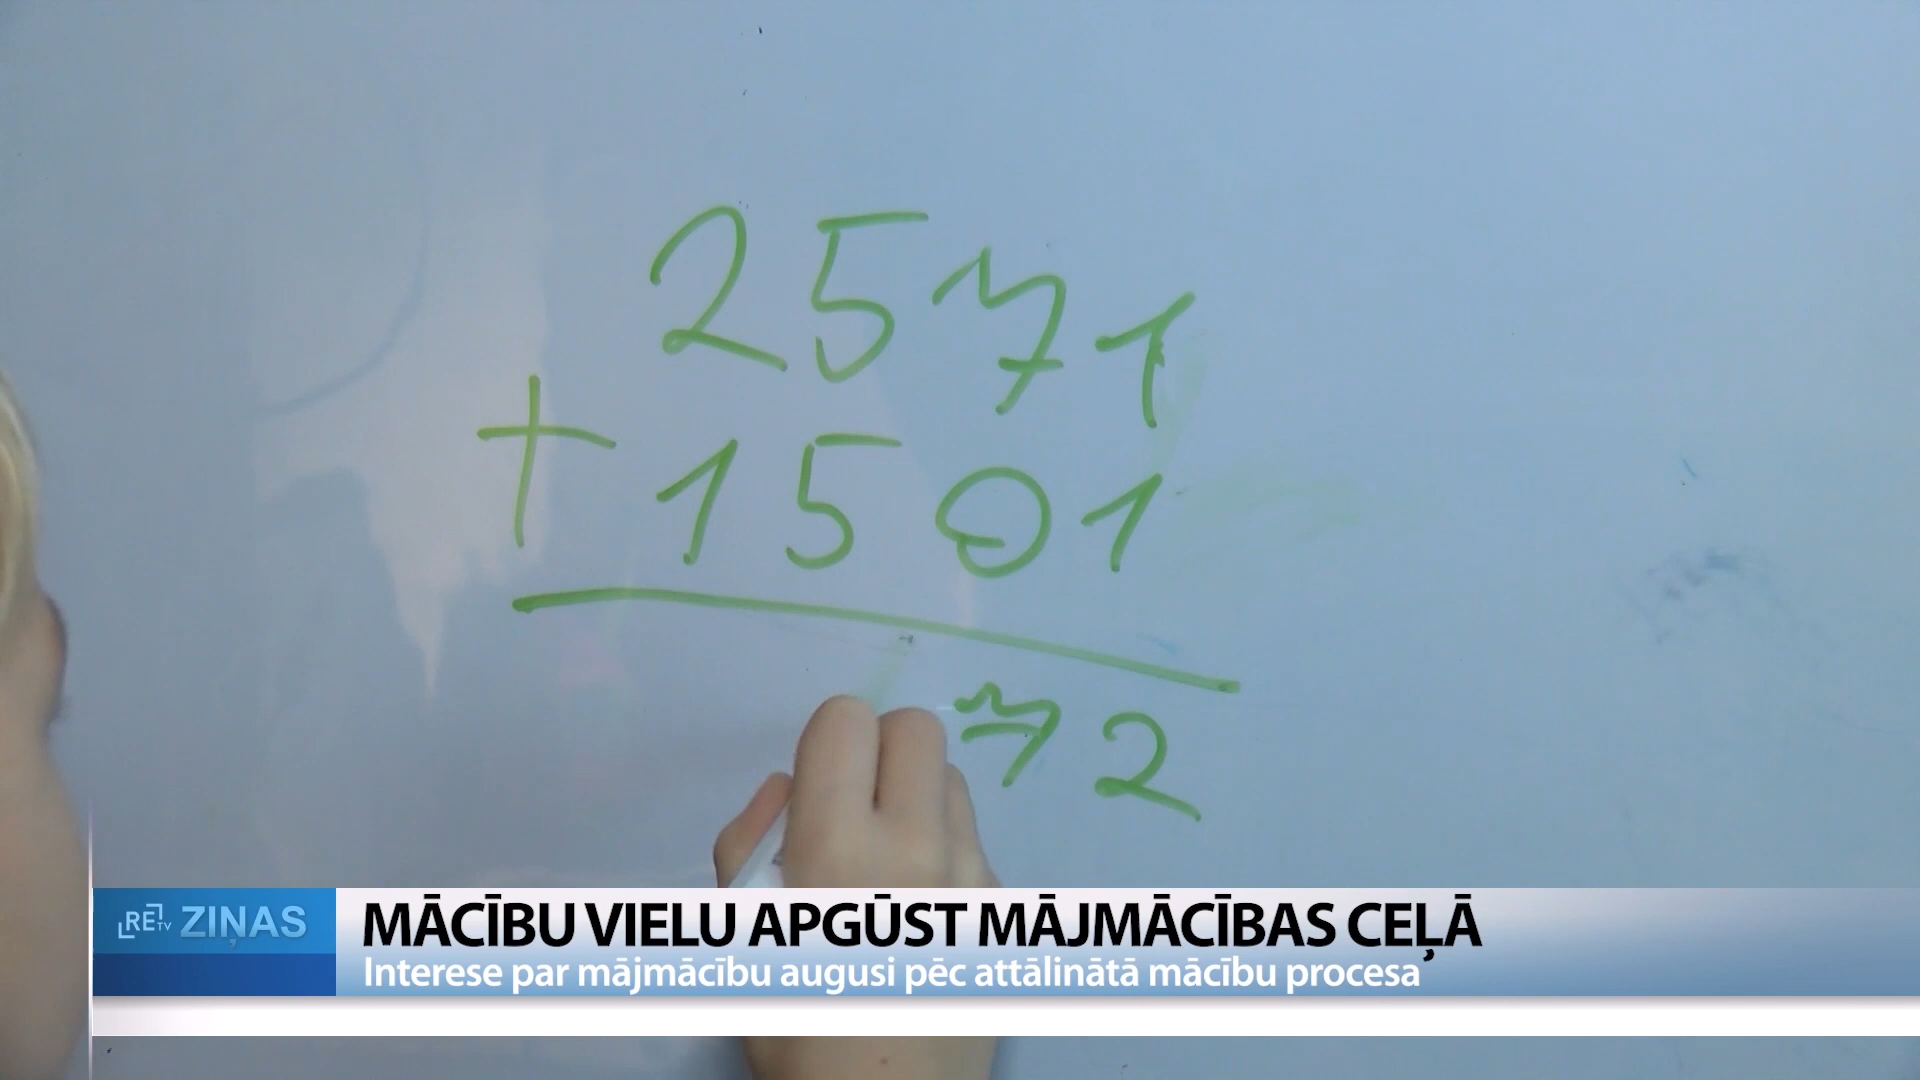 2571
+ 1501
72
RE TV ZIŅAS
MĀCĪBU VIELU APGŪST MĀJMĀCĪBAS CEĻĀ
Interese par mājmācību augusi pēc attālinātā mācību procesa